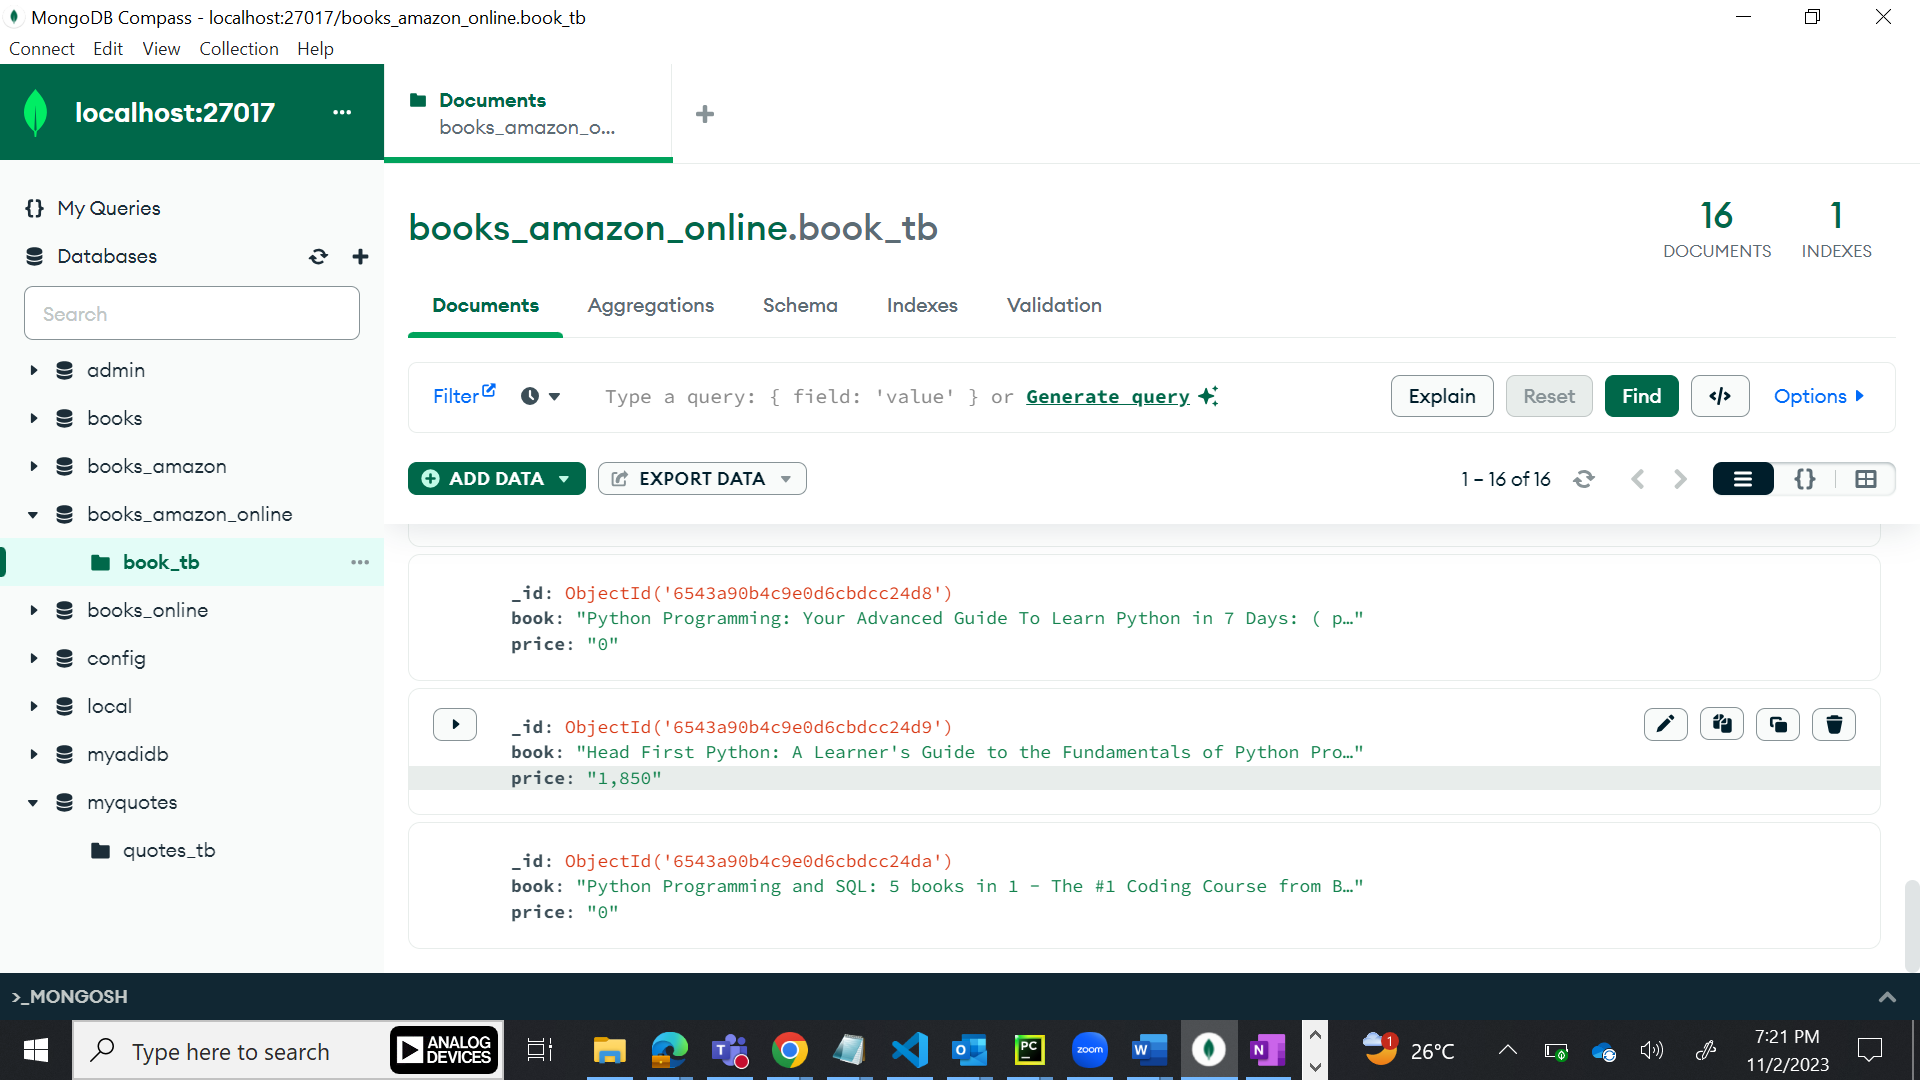 MongoDB Compass - localhost:27017/books_amazon_online.book_tb
Connect Edit View Collection Help
localhost:27017 ...
Documents
books_amazon_o...
My Queries
Databases
Search
admin
books
books_amazon
books_amazon_online
book_tb
books_online
config
local
myadidb
myquotes
quotes_tb
books_amazon_online.book_tb
16 DOCUMENTS
1 INDEXES
Documents Aggregations Schema Indexes Validation
Filter Type a query: { field: 'value' } or Generate query Explain Reset Find </> Options
ADD DATA EXPORT DATA 1 – 16 of 16 {}
_id: ObjectId('6543a90b4c9e0d6cbdcc24d8')
book: "Python Programming: Your Advanced Guide To Learn Python in 7 Days: ( p…"
price: "0"
_id: ObjectId('6543a90b4c9e0d6cbdcc24d9')
book: "Head First Python: A Learner's Guide to the Fundamentals of Python Pro…"
price: "1,850"
_id: ObjectId('6543a90b4c9e0d6cbdcc24da')
book: "Python Programming and SQL: 5 books in 1 - The #1 Coding Course from B…"
price: "0"
>_MONGOSH
Type here to search
ANALOG
DEVICES
PC
zoom
W
N
1
26°C
7:21 PM
11/2/2023